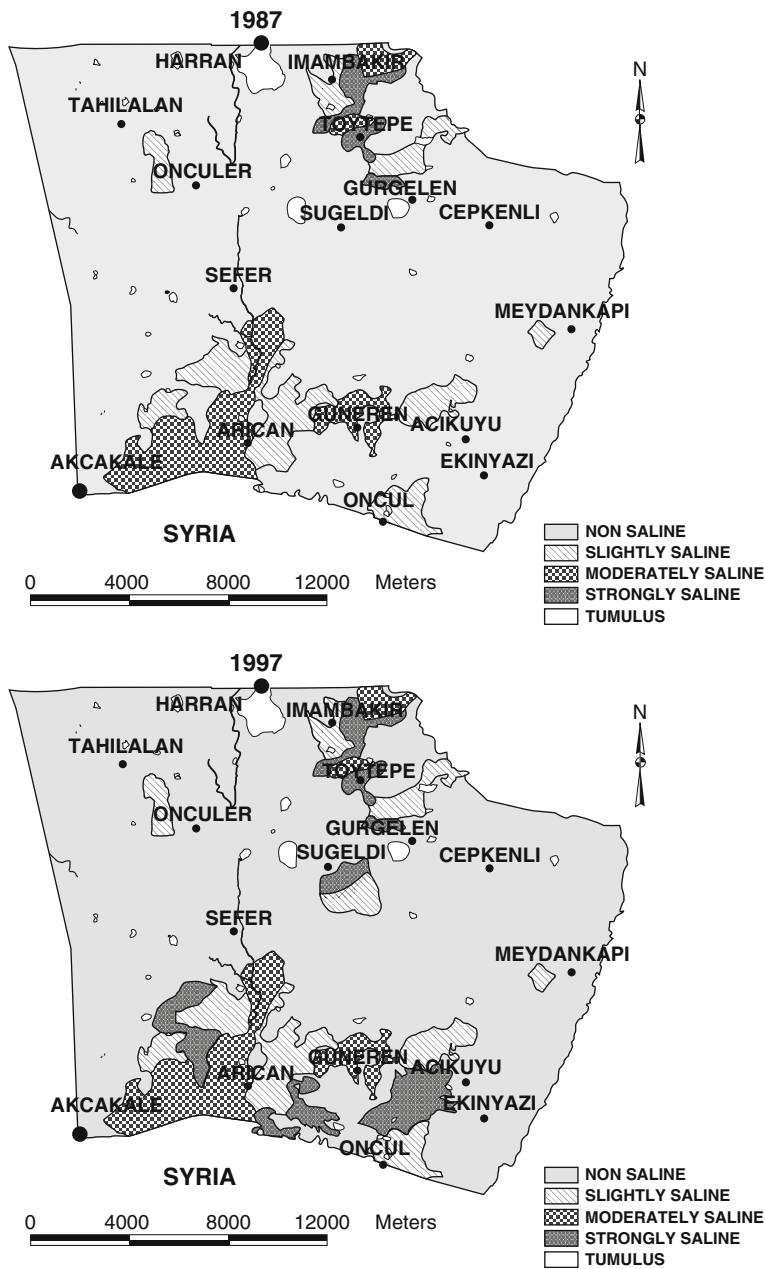 1987
HARRAN
IMAMBAKIR
N
TAHILALAN
TOYTEPE
ONCULER
GURGELEN
SUGELDI
CEPKENLI
SEFER
MEYDANKAPI
GUNEREN
ACIKUYU
ARICAN
AKCAKALE
EKINYAZI
ONCUL
SYRIA
NON SALINE
SLIGHTLY SALINE
MODERATELY SALINE
STRONGLY SALINE
TUMULUS
0 4000 8000 12000 Meters
1997
HARRAN
IMAMBAKIR
N
TAHILALAN
TOYTEPE
ONCULER
GURGELEN
SUGELDI
CEPKENLI
SEFER
MEYDANKAPI
GUNEREN
ACIKUYU
ARICAN
AKCAKALE
EKINYAZI
ONCUL
SYRIA
NON SALINE
SLIGHTLY SALINE
MODERATELY SALINE
STRONGLY SALINE
TUMULUS
0 4000 8000 12000 Meters